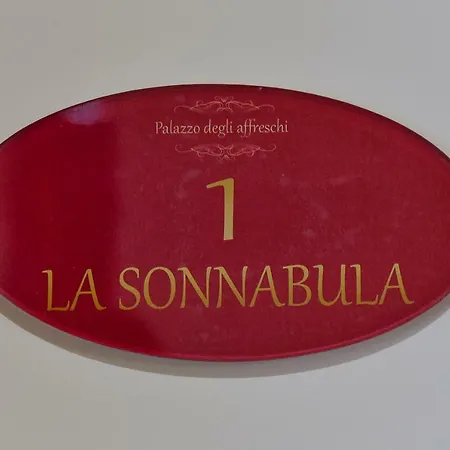 Palazzo degli affreschi
1
LA SONNABULA